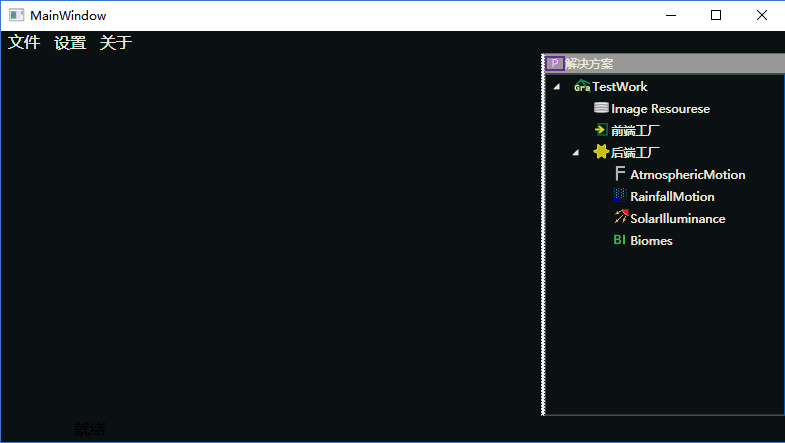 MainWindow
文件 设置 关于
P 解决方案
Gra TestWork
Image Resourese
前端工厂
后端工厂
F AtmosphericMotion
RainfallMotion
SolarIlluminance
BI Biomes
就绪